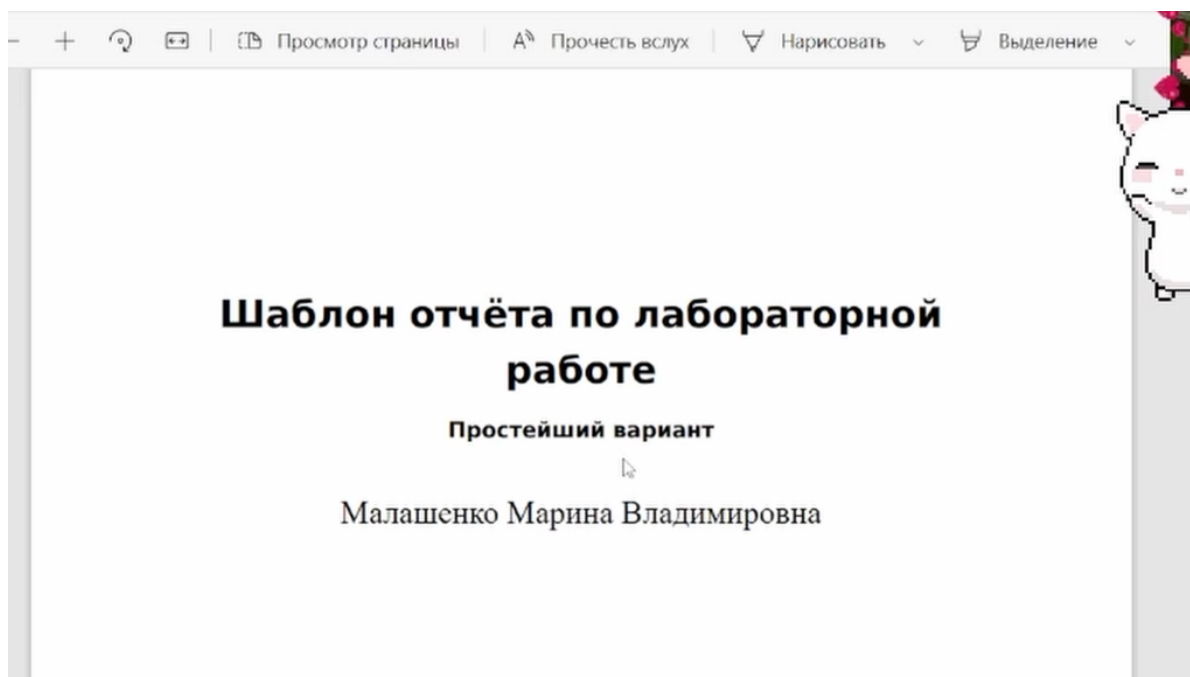 Просмотр страницы Прочесть вслух Нарисовать Выделение
Шаблон отчёта по лабораторной
работе
Простейший вариант
Малашенко Марина Владимировна